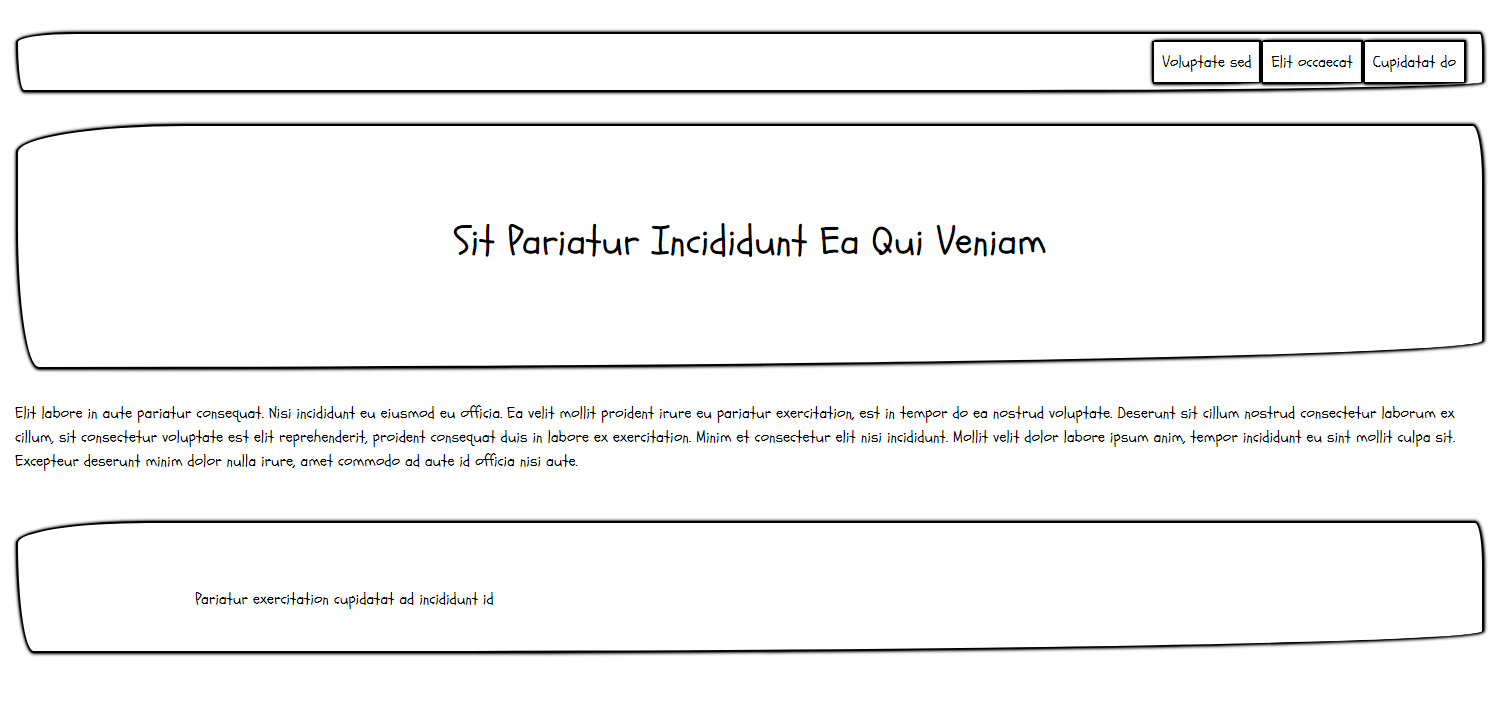 Voluptate sed Elit occaecat Cupidatat do
Sit Pariatur Incididunt Ea Qui Veniam
Elit labore in aute pariatur consequat. Nisi incididunt eu eiusmod eu officia. Ea velit mollit proident irure eu pariatur exercitation, est in tempor do ea nostrud voluptate. Deserunt sit cillum nostrud consectetur laborum ex
cillum, sit consectetur voluptate est elit reprehenderit, proident consequat duis in labore ex exercitation. Minim et consectetur elit nisi incididunt. Mollit velit dolor labore ipsum anim, tempor incididunt eu sint mollit culpa sit.
Excepteur deserunt minim dolor nulla irure, amet commodo ad aute id officia nisi aute.
Pariatur exercitation cupidatat ad incididunt id